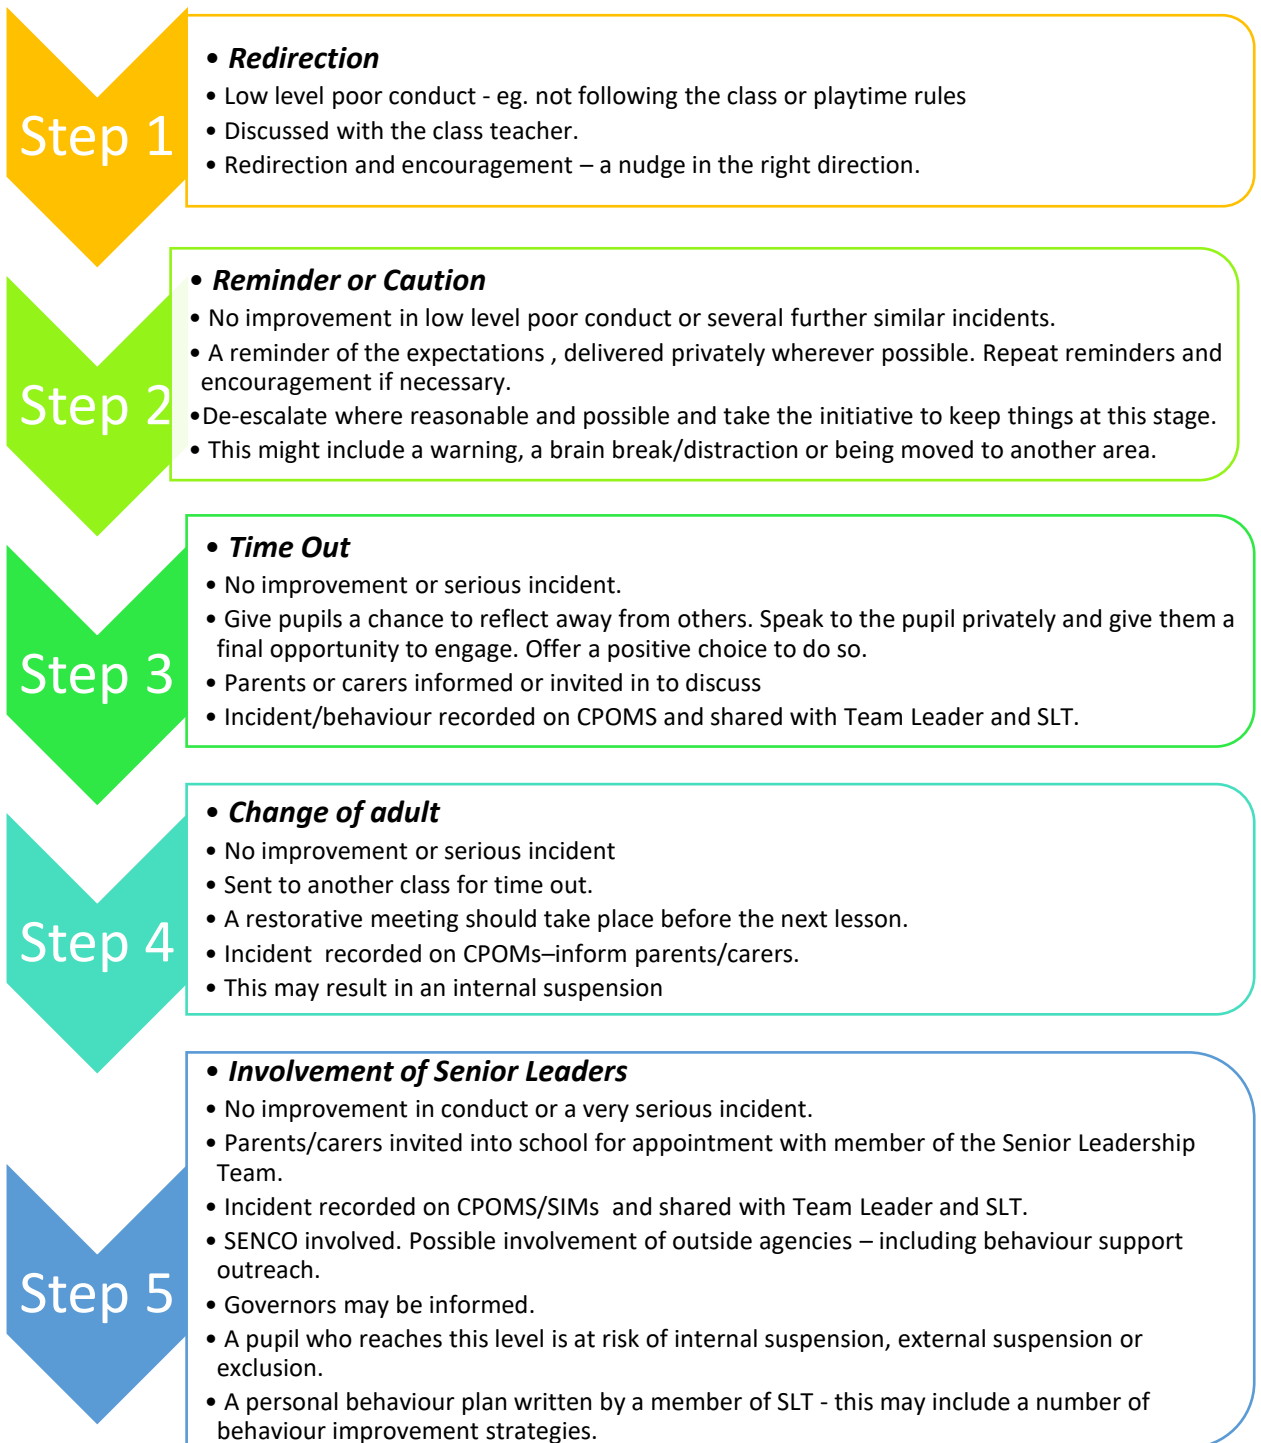 Step 1
• Redirection
• Low level poor conduct - eg. not following the class or playtime rules
• Discussed with the class teacher.
• Redirection and encouragement – a nudge in the right direction.
Step 2
• Reminder or Caution
• No improvement in low level poor conduct or several further similar incidents.
• A reminder of the expectations , delivered privately wherever possible. Repeat reminders and
encouragement if necessary.
•De-escalate where reasonable and possible and take the initiative to keep things at this stage.
• This might include a warning, a brain break/distraction or being moved to another area.
Step 3
• Time Out
• No improvement or serious incident.
• Give pupils a chance to reflect away from others. Speak to the pupil privately and give them a
final opportunity to engage. Offer a positive choice to do so.
• Parents or carers informed or invited in to discuss
• Incident/behaviour recorded on CPOMS and shared with Team Leader and SLT.
Step 4
• Change of adult
• No improvement or serious incident
• Sent to another class for time out.
• A restorative meeting should take place before the next lesson.
• Incident  recorded on CPOMs–inform parents/carers.
• This may result in an internal suspension
Step 5
• Involvement of Senior Leaders
• No improvement in conduct or a very serious incident.
• Parents/carers invited into school for appointment with member of the Senior Leadership
Team.
• Incident recorded on CPOMS/SIMs  and shared with Team Leader and SLT.
• SENCO involved. Possible involvement of outside agencies – including behaviour support
outreach.
• Governors may be informed.
• A pupil who reaches this level is at risk of internal suspension, external suspension or
exclusion.
• A personal behaviour plan written by a member of SLT - this may include a number of
behaviour improvement strategies.